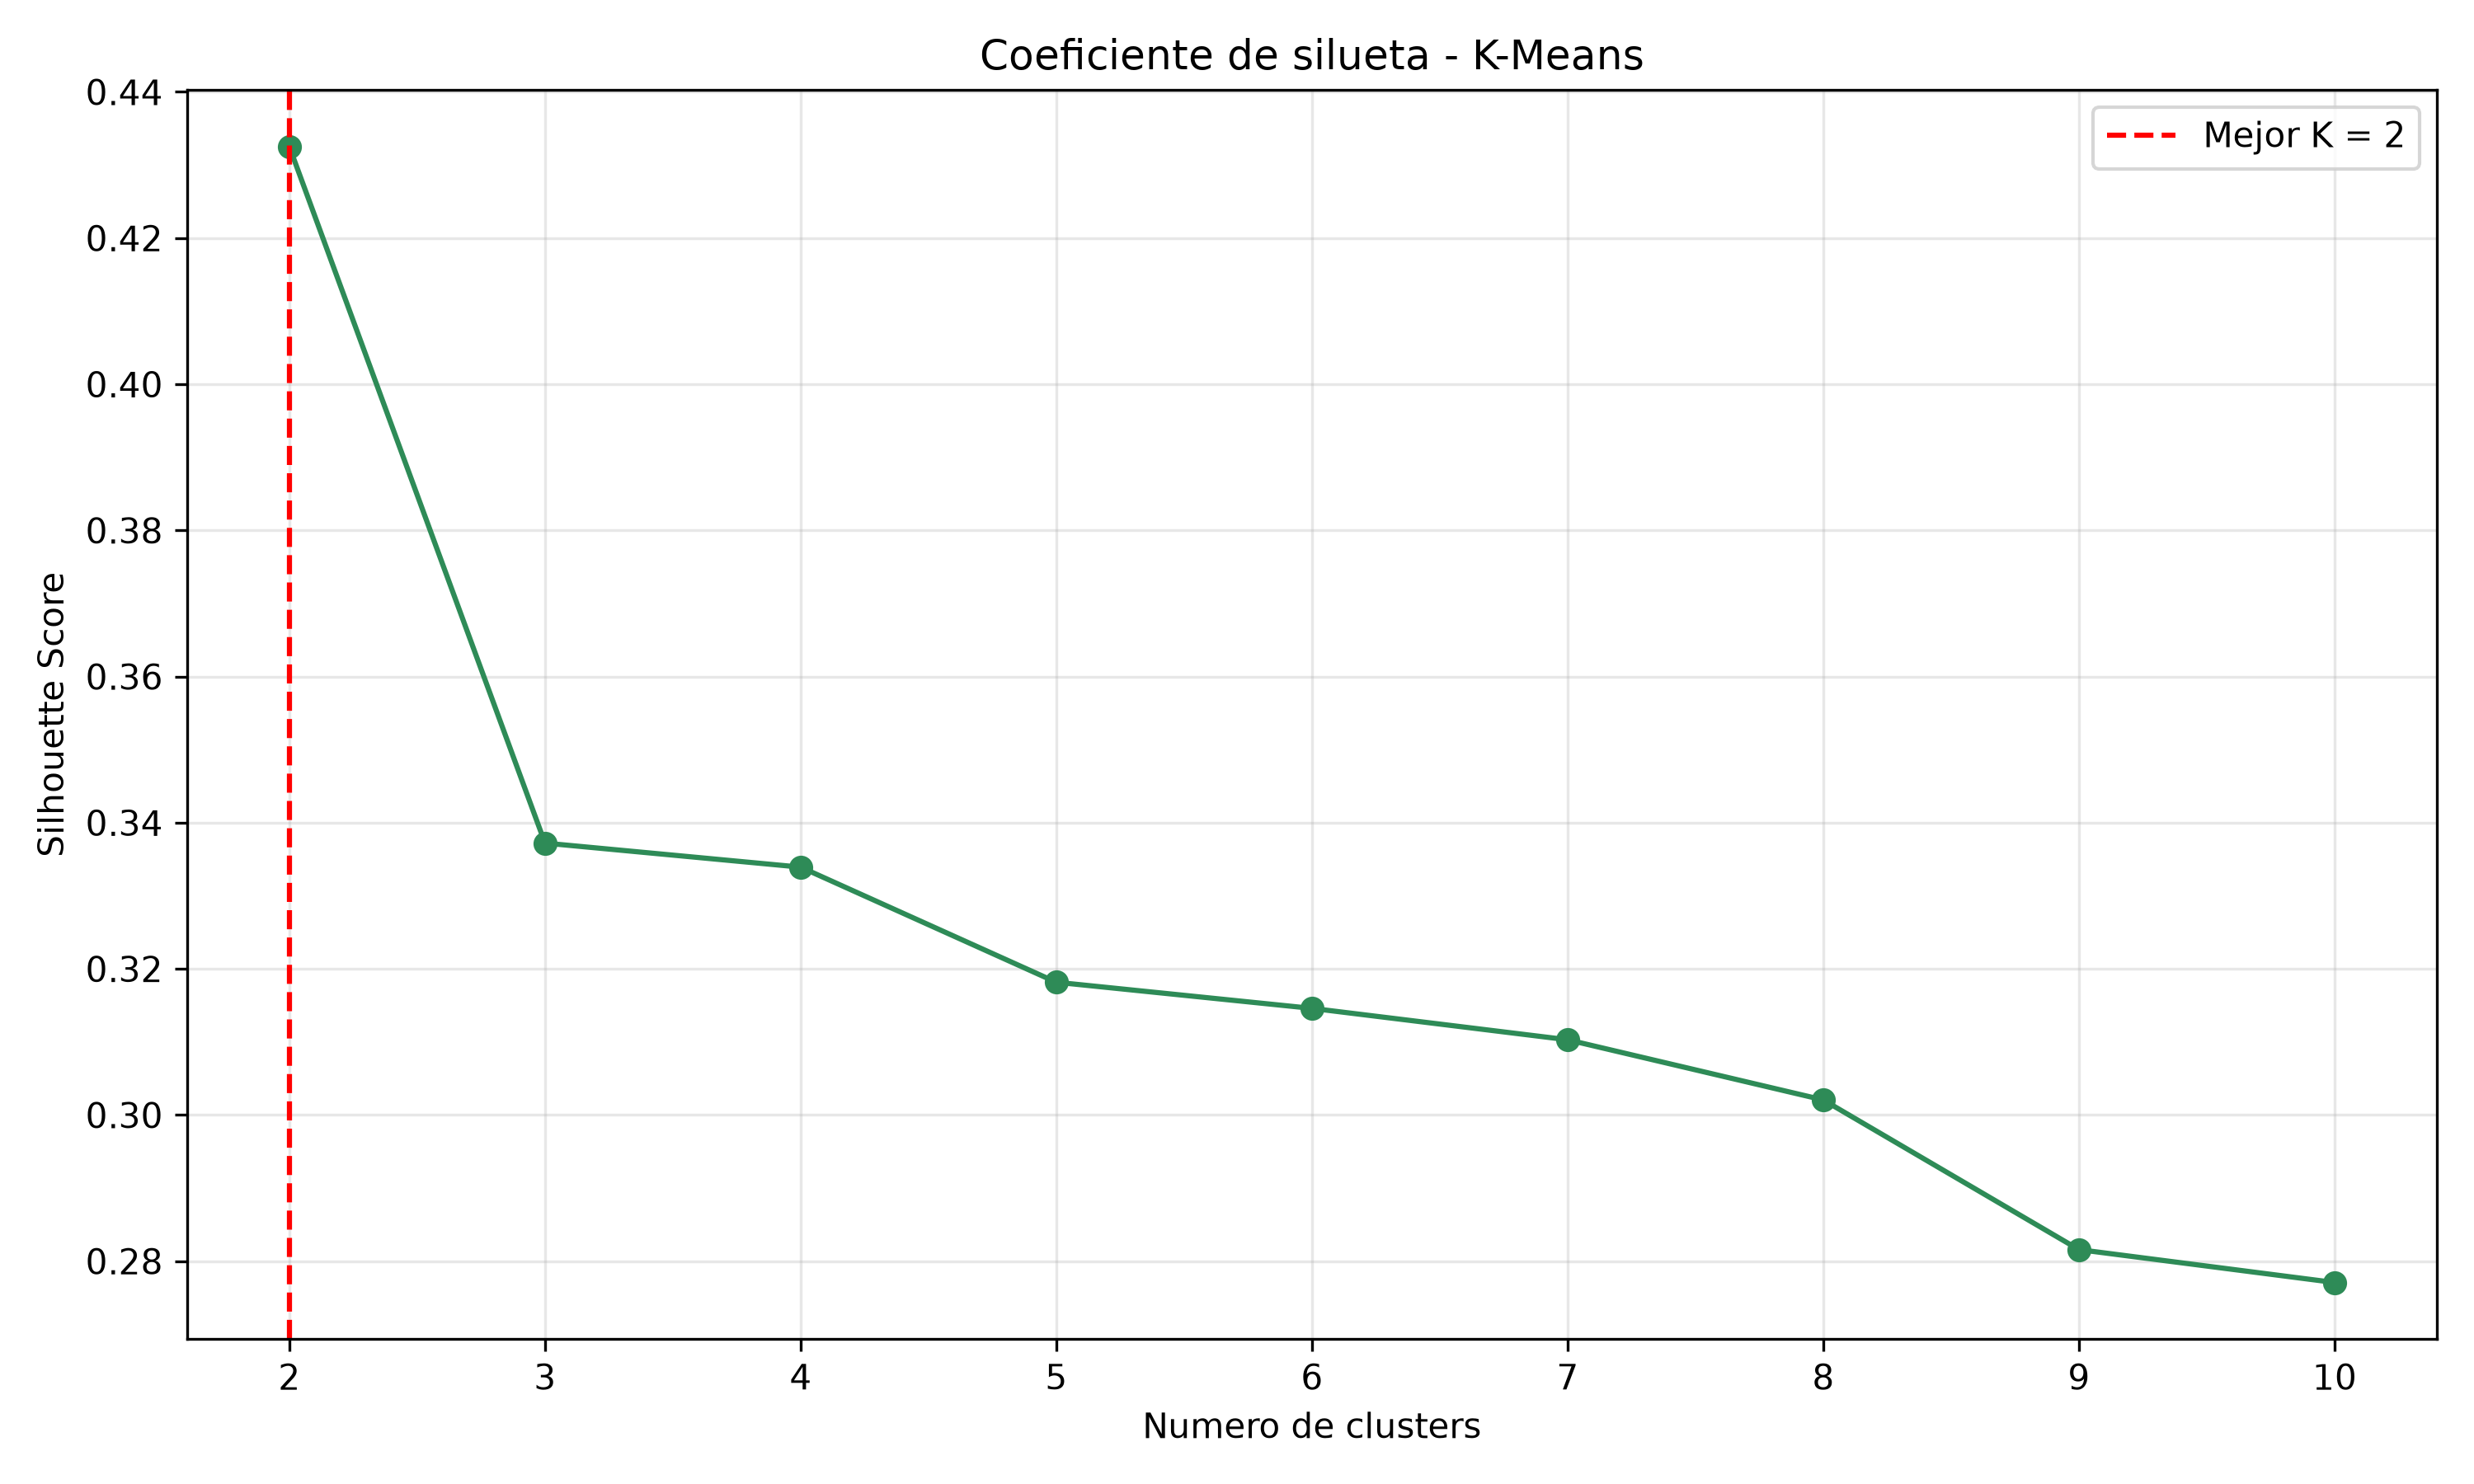 Coeficiente de silueta - K-Means
Mejor K = 2
Silhouette Score
0.44
0.42
0.40
0.38
0.36
0.34
0.32
0.30
0.28
2 3 4 5 6 7 8 9 10
Numero de clusters